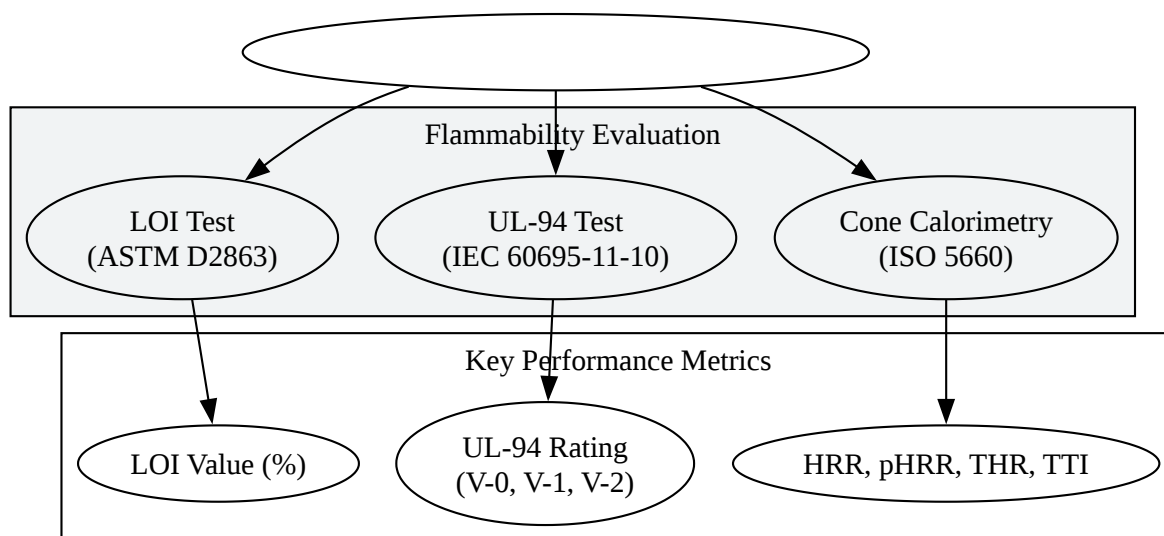 Flammability Evaluation
LOI Test
(ASTM D2863)
UL-94 Test
(IEC 60695-11-10)
Cone Calorimetry
(ISO 5660)
Key Performance Metrics
LOI Value (%)
UL-94 Rating
(V-0, V-1, V-2)
HRR, pHRR, THR, TTI